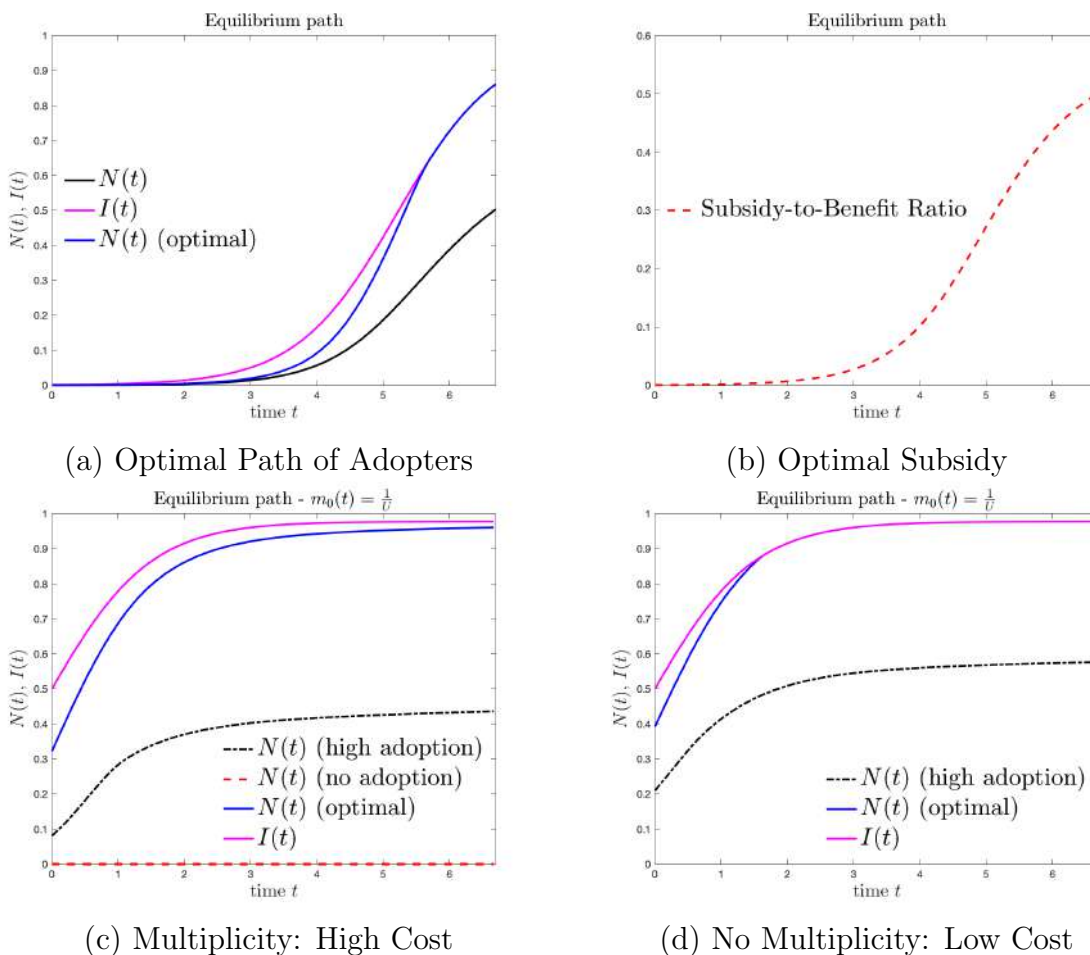 Equilibrium path
1
0.9
0.8
0.7
0.6
0.5
0.4
0.3
0.2
0.1
0
N(t), I(t)
N(t)
I(t)
N(t) (optimal)
0 1 2 3 4 5 6
time t
(a) Optimal Path of Adopters
Equilibrium path
0.6
0.5
0.4
0.3
0.2
0.1
0
Subsidy-to-Benefit Ratio
0 1 2 3 4 5 6
time t
(b) Optimal Subsidy
Equilibrium path - m₀(t) = 1/U
1
0.9
0.8
0.7
0.6
0.5
0.4
0.3
0.2
0.1
0
N(t), I(t)
N(t) (high adoption)
N(t) (no adoption)
N(t) (optimal)
I(t)
0 1 2 3 4 5 6
time t
(c) Multiplicity: High Cost
Equilibrium path - m₀(t) = 1/U
1
0.9
0.8
0.7
0.6
0.5
0.4
0.3
0.2
0.1
0
N(t), I(t)
N(t) (high adoption)
N(t) (optimal)
I(t)
0 1 2 3 4 5 6
time t
(d) No Multiplicity: Low Cost